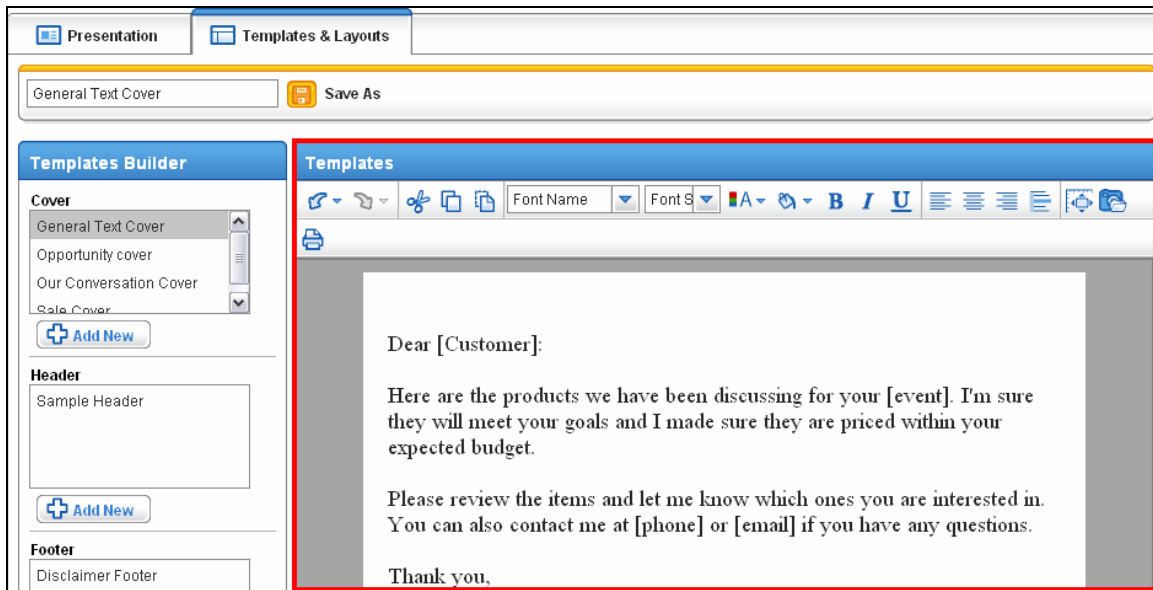 Presentation
Templates & Layouts
General Text Cover
Save As
Templates Builder
Cover
General Text Cover
Opportunity cover
Our Conversation Cover
Sale Cover
Add New
Header
Sample Header
Add New
Footer
Disclaimer Footer
Templates
Font Name
Font S
A
B I U
Dear [Customer]:
Here are the products we have been discussing for your [event]. I'm sure
they will meet your goals and I made sure they are priced within your
expected budget.
Please review the items and let me know which ones you are interested in.
You can also contact me at [phone] or [email] if you have any questions.
Thank you,